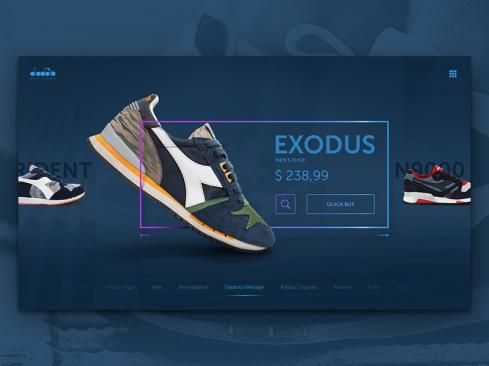 diadora
EXODUS
MEN'S SHOE
$ 238,99
QUICK BUY
RIDENT
N9000
Onitsuka Tiger Nike New Balance Diadora Heritage Adidas Originals Reebok Puma